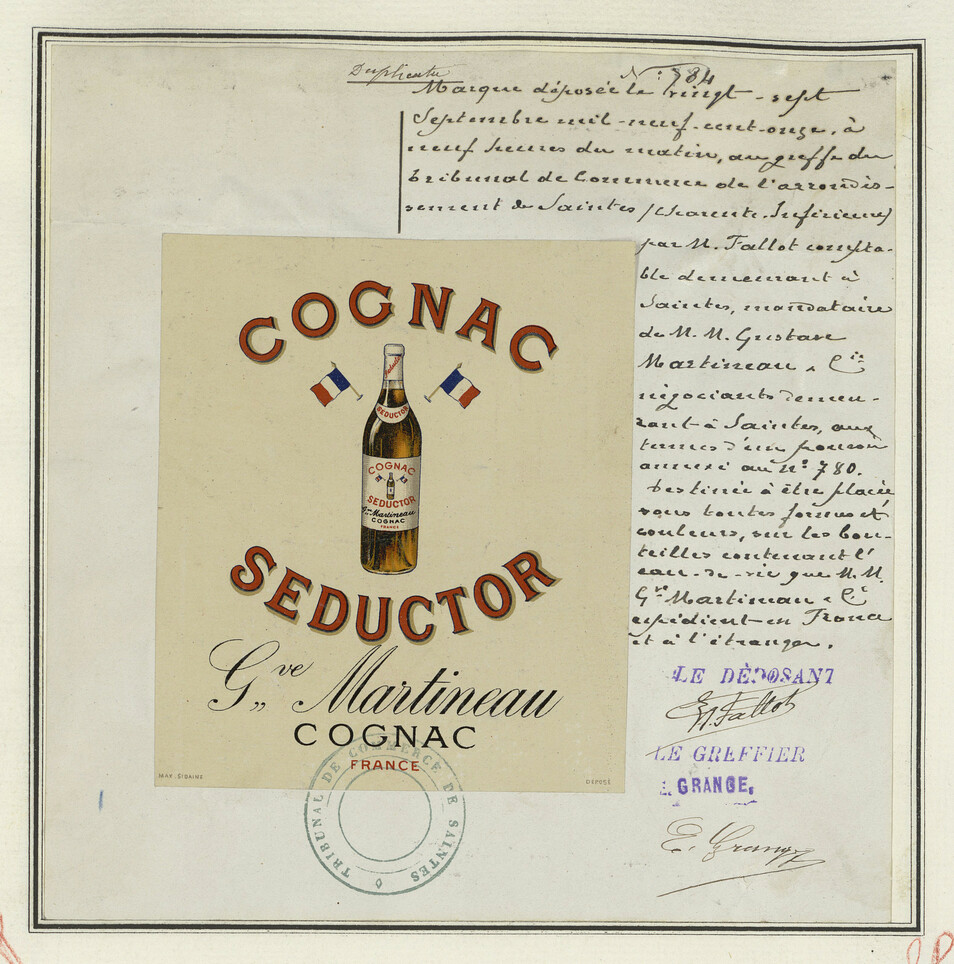 Duplicata
N° 784
Marque déposée le vingt-sept
Septembre mil-neuf-cent-onze, à
neuf heures du matin, au greffe du
tribunal de Commerce de l'arrondis-
sement de Saintes (Charente-Inférieure)
par M. Fallot compta-
ble demeurant à
Saintes, mandataire
de M. M. Gustave
Martineau & Cie
négociants demeu-
rant à Saintes, aux
termes d'un pouvoir
annexé au N° 780.
Destinée à être placée
sous toutes formes et
couleurs, sur les bou-
teilles contenant l'
eau-de-vie que M. M.
Gve Martineau & Cie
expédient en France
et à l'étranger.
LE DÉPOSANT
Fallot
LE GREFFIER
E. GRANGE.
E. Grange
COGNAC
SEDUCTOR
COGNAC
SEDUCTOR
Gve Martineau
COGNAC
FRANCE
SEDUCTOR
Gve Martineau
COGNAC
FRANCE
DÉPOSÉ
TRIBUNAL DE COMMERCE DE SAINTES